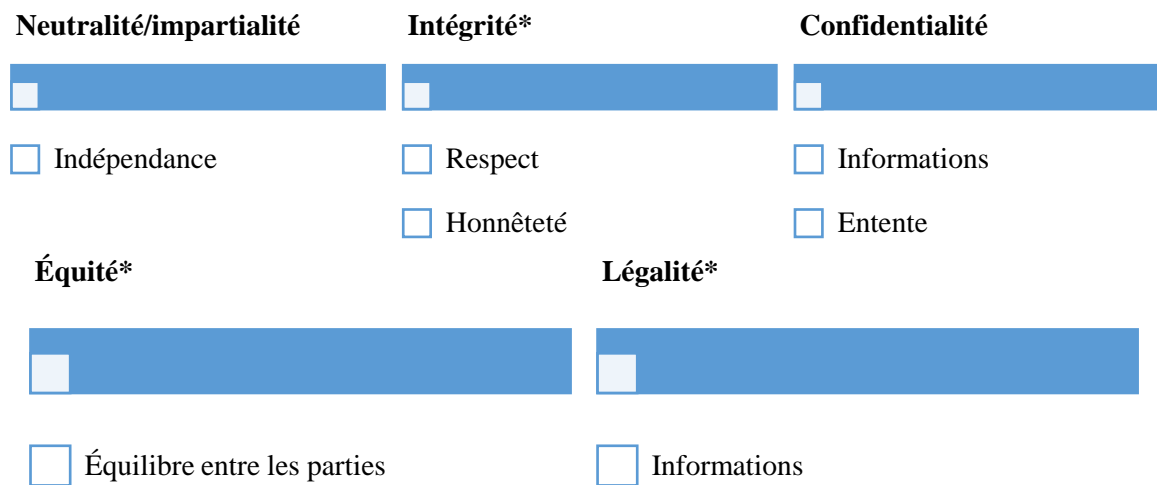 Neutralité/impartialité Intégrité* Confidentialité
Indépendance Respect Informations
Honnêteté Entente
Équité* Légalité*
Équilibre entre les parties Informations